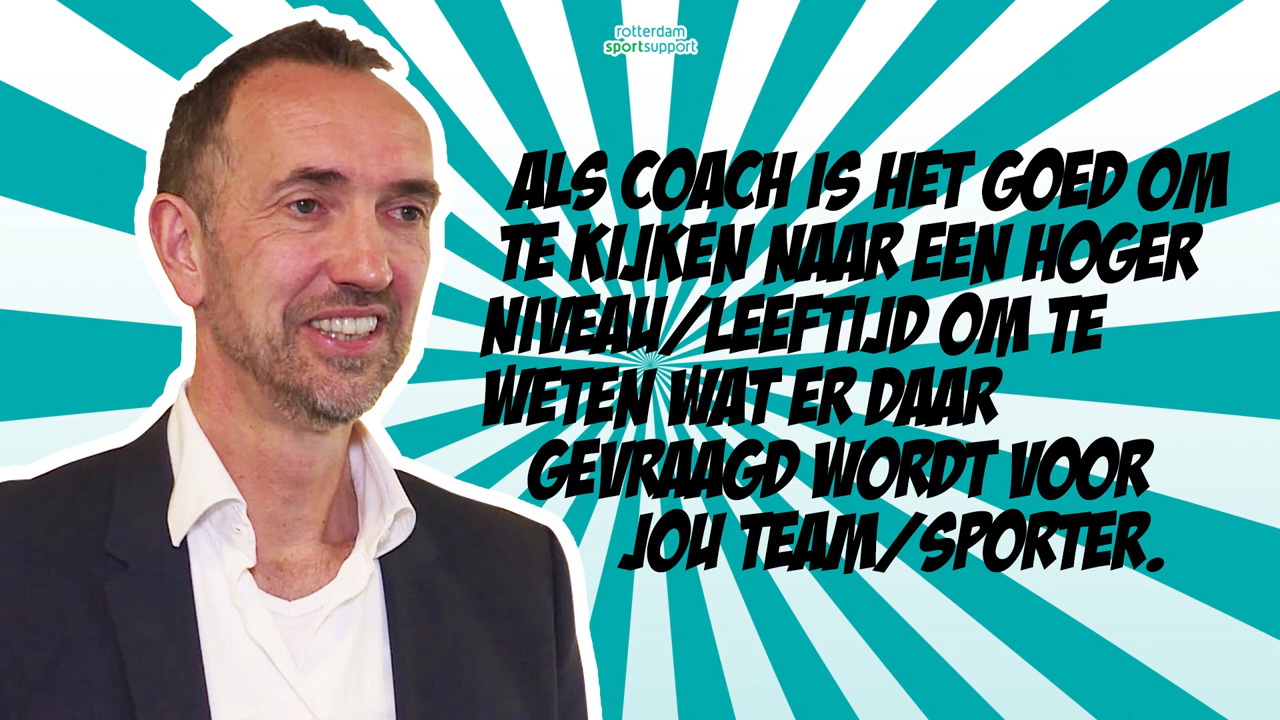 rotterdam
sportsupport
ALS COACH IS HET GOED OM
TE KIJKEN NAAR EEN HOGER
NIVEAU/LEEFTIJD OM TE
WETEN WAT ER DAAR
GEVRAAGD WORDT VOOR
JOU TEAM/SPORTER.